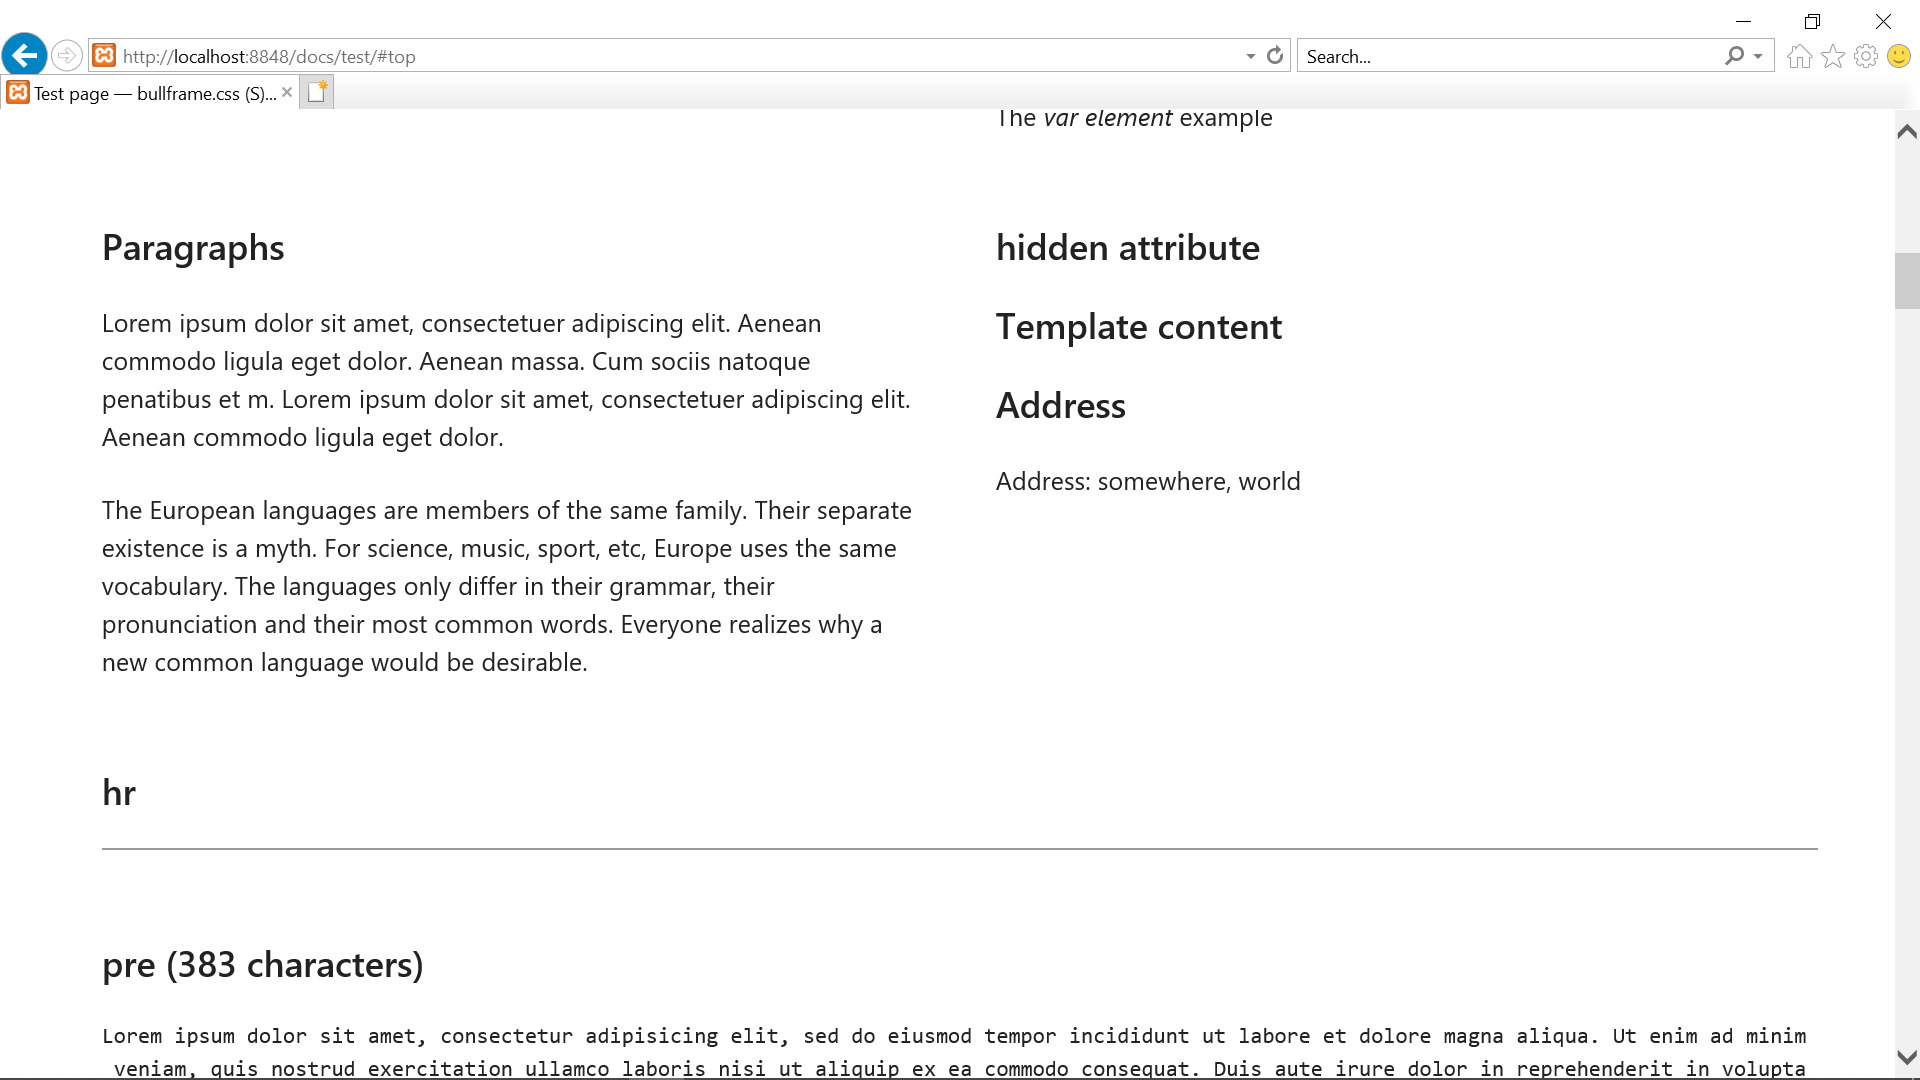 http://localhost:8848/docs/test/#top
Search...
Test page — bullframe.css (S)...
The var element example
Paragraphs
Lorem ipsum dolor sit amet, consectetuer adipiscing elit. Aenean
commodo ligula eget dolor. Aenean massa. Cum sociis natoque
penatibus et m. Lorem ipsum dolor sit amet, consectetuer adipiscing elit.
Aenean commodo ligula eget dolor.
The European languages are members of the same family. Their separate
existence is a myth. For science, music, sport, etc, Europe uses the same
vocabulary. The languages only differ in their grammar, their
pronunciation and their most common words. Everyone realizes why a
new common language would be desirable.
hidden attribute
Template content
Address
Address: somewhere, world
hr
pre (383 characters)
Lorem ipsum dolor sit amet, consectetur adipisicing elit, sed do eiusmod tempor incididunt ut labore et dolore magna aliqua. Ut enim ad minim
veniam, quis nostrud exercitation ullamco laboris nisi ut aliquip ex ea commodo consequat. Duis aute irure dolor in reprehenderit in volupta